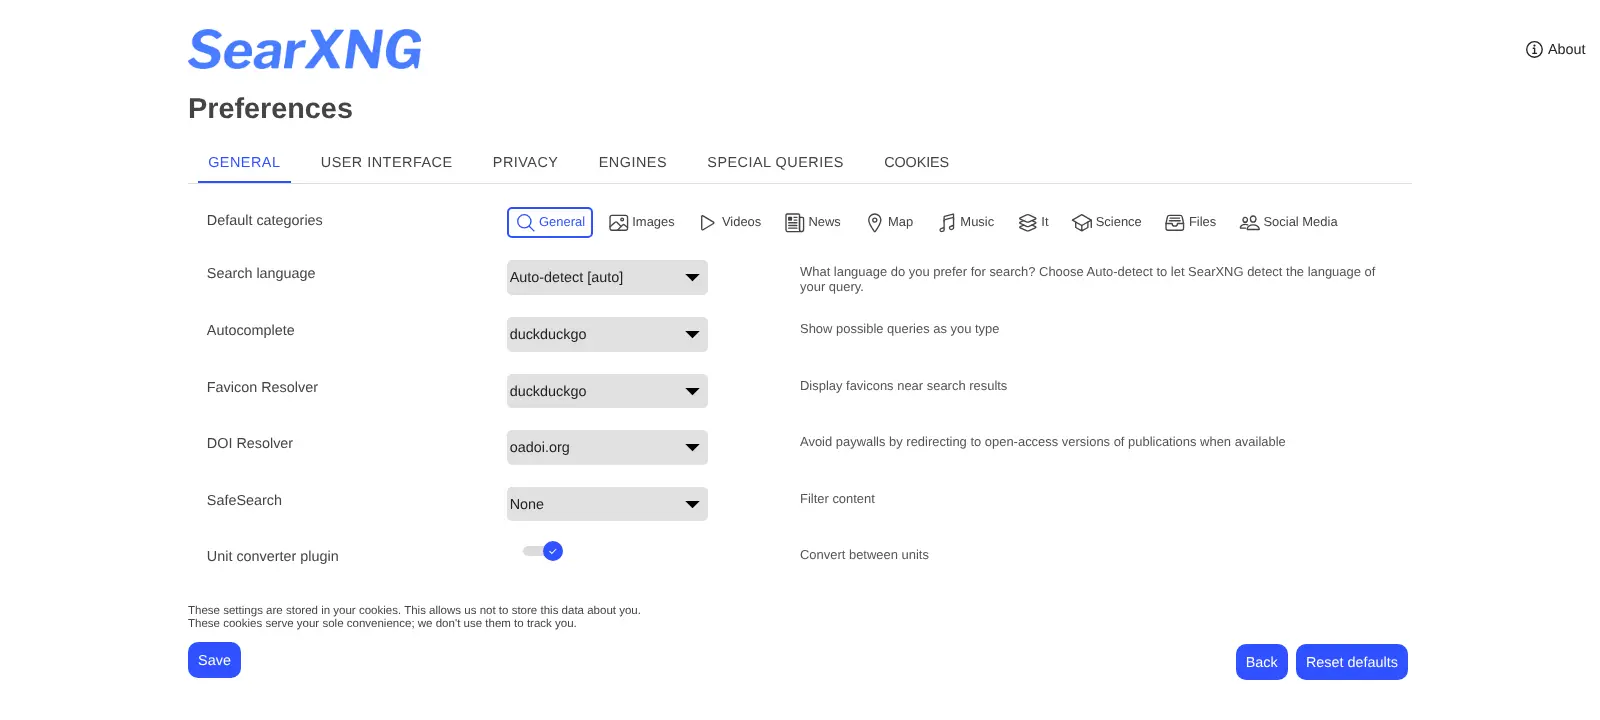 SearXNG
About
Preferences
GENERAL USER INTERFACE PRIVACY ENGINES SPECIAL QUERIES COOKIES
Default categories General Images Videos News Map Music It Science Files Social Media
Search language Auto-detect [auto] What language do you prefer for search? Choose Auto-detect to let SearXNG detect the language of
your query.
Autocomplete duckduckgo Show possible queries as you type
Favicon Resolver duckduckgo Display favicons near search results
DOI Resolver oadoi.org Avoid paywalls by redirecting to open-access versions of publications when available
SafeSearch None Filter content
Unit converter plugin Convert between units
These settings are stored in your cookies. This allows us not to store this data about you.
These cookies serve your sole convenience; we don't use them to track you.
Save Back Reset defaults